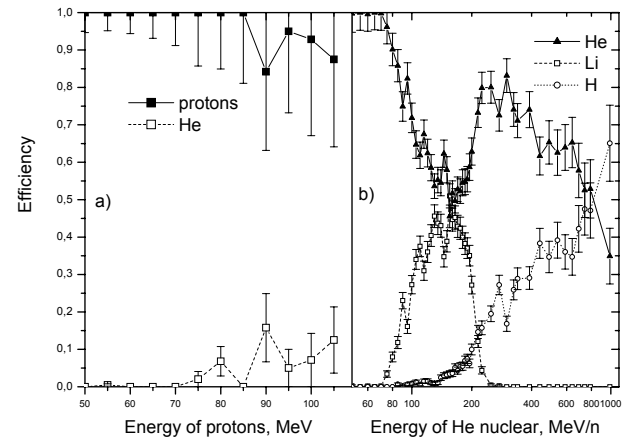 1,0
0,9
0,8
0,7
0,6
0,5
0,4
0,3
0,2
0,1
0,0
Efficiency
protons
He
a)
50 60 70 80 90 100
Energy of protons, MeV
He
Li
H
b)
60 80 100 200 400 600 800 1000
Energy of He nuclear, MeV/n